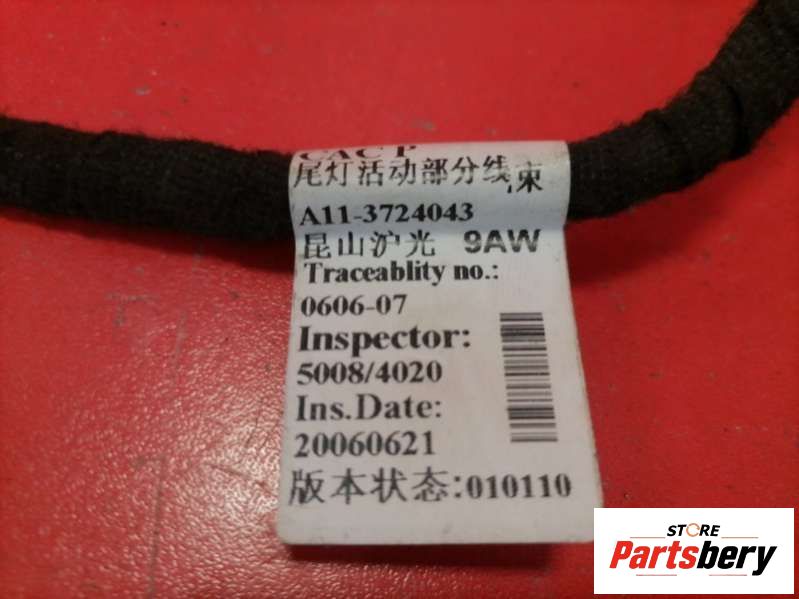 CAC P
尾灯活动部分线束
A11-3724043
昆山沪光 9AW
Traceablity no.:
0606-07
Inspector:
5008/4020
Ins.Date:
20060621
版本状态:010110
STORE
Partsbery